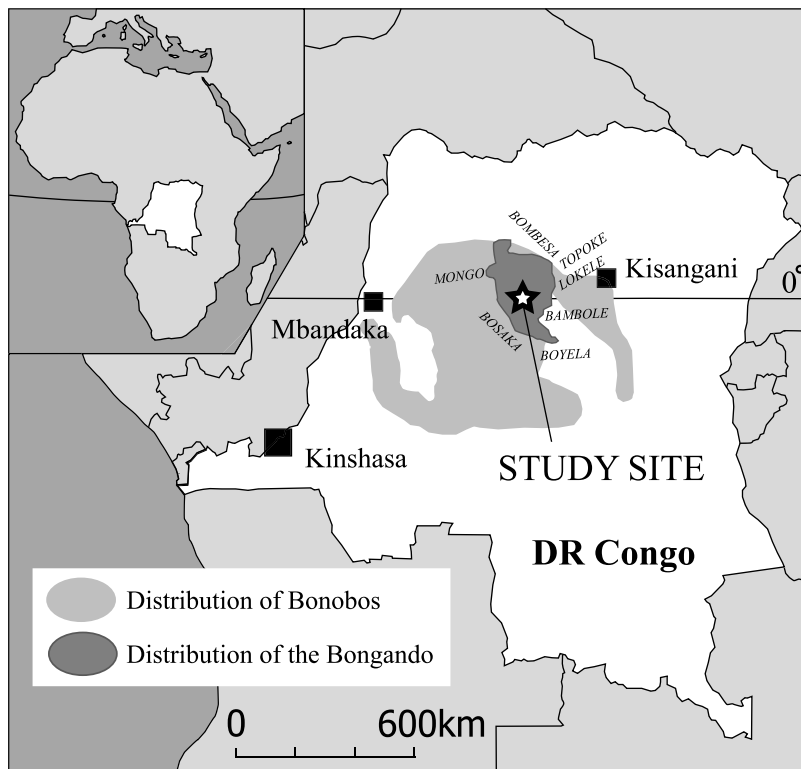 BOMBESA
TOPOKE
LOKELE
Kisangani
MONGO
0°
Mbandaka
BAMBOLE
BOSAKA
BOYELA
Kinshasa
STUDY SITE
DR Congo
Distribution of Bonobos
Distribution of the Bongando
0 600km